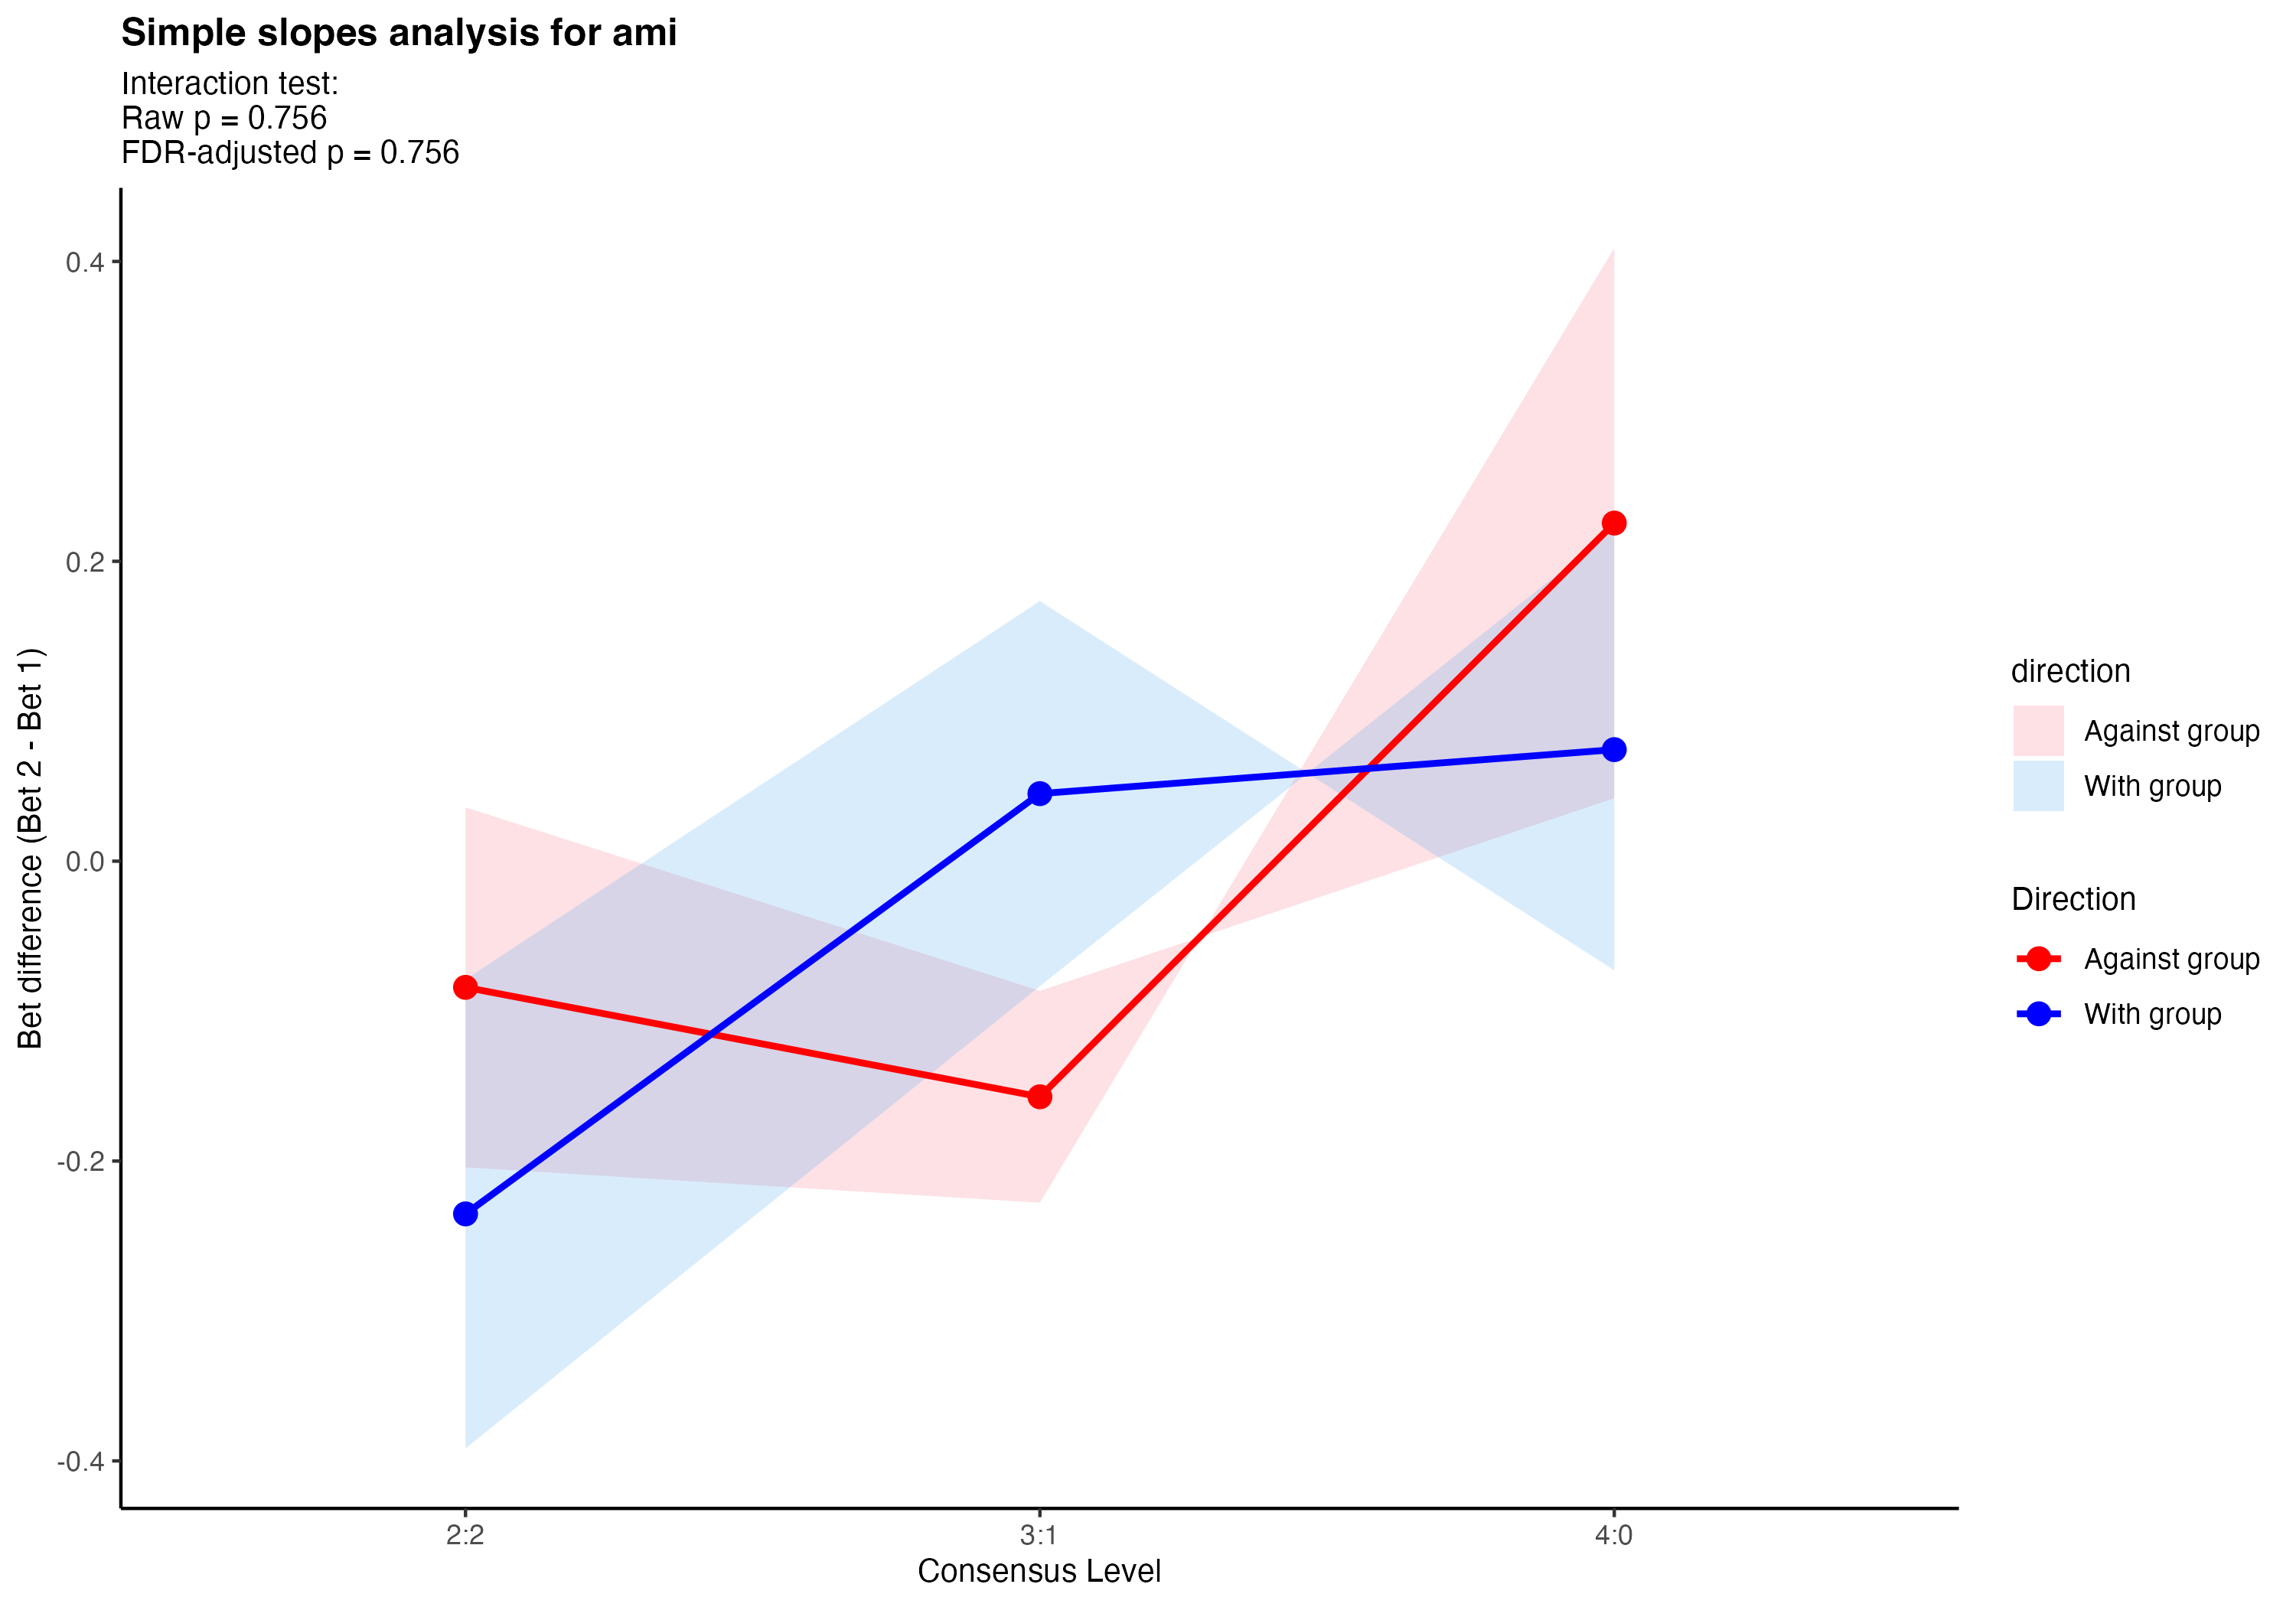 Simple slopes analysis for ami
Interaction test:
Raw p = 0.756
FDR-adjusted p = 0.756
Bet difference (Bet 2 - Bet 1)
0.4
0.2
0.0
-0.2
-0.4
2:2
3:1
4:0
Consensus Level
direction
Against group
With group
Direction
Against group
With group